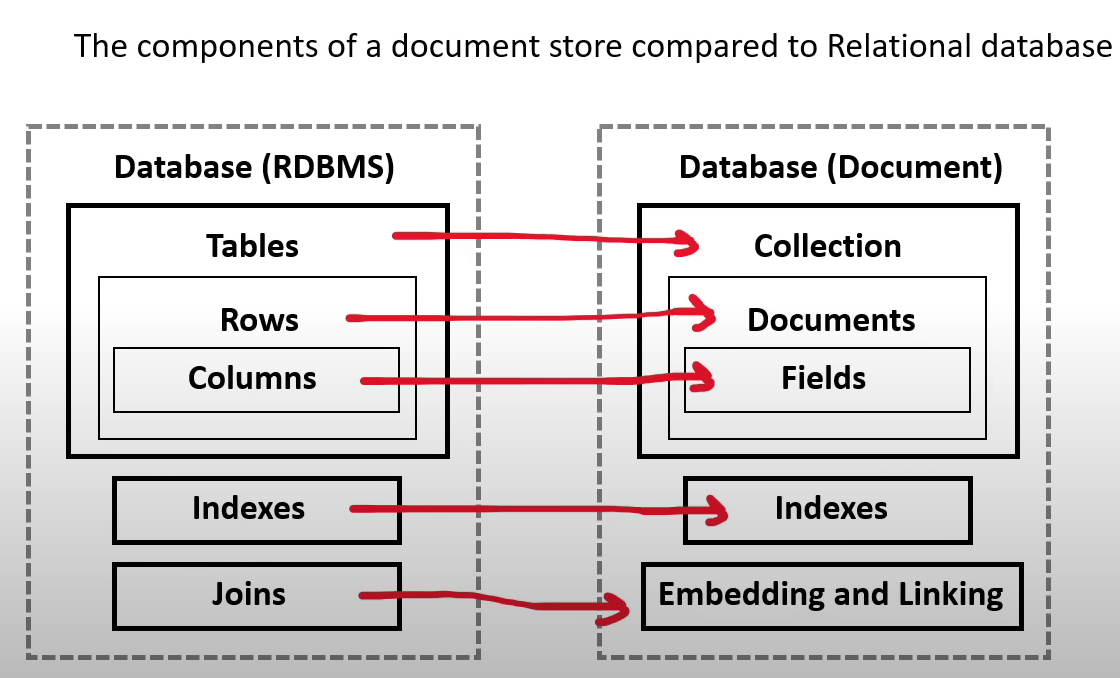 The components of a document store compared to Relational database
Database (RDBMS)
Tables
Rows
Columns
Indexes
Joins
Database (Document)
Collection
Documents
Fields
Indexes
Embedding and Linking